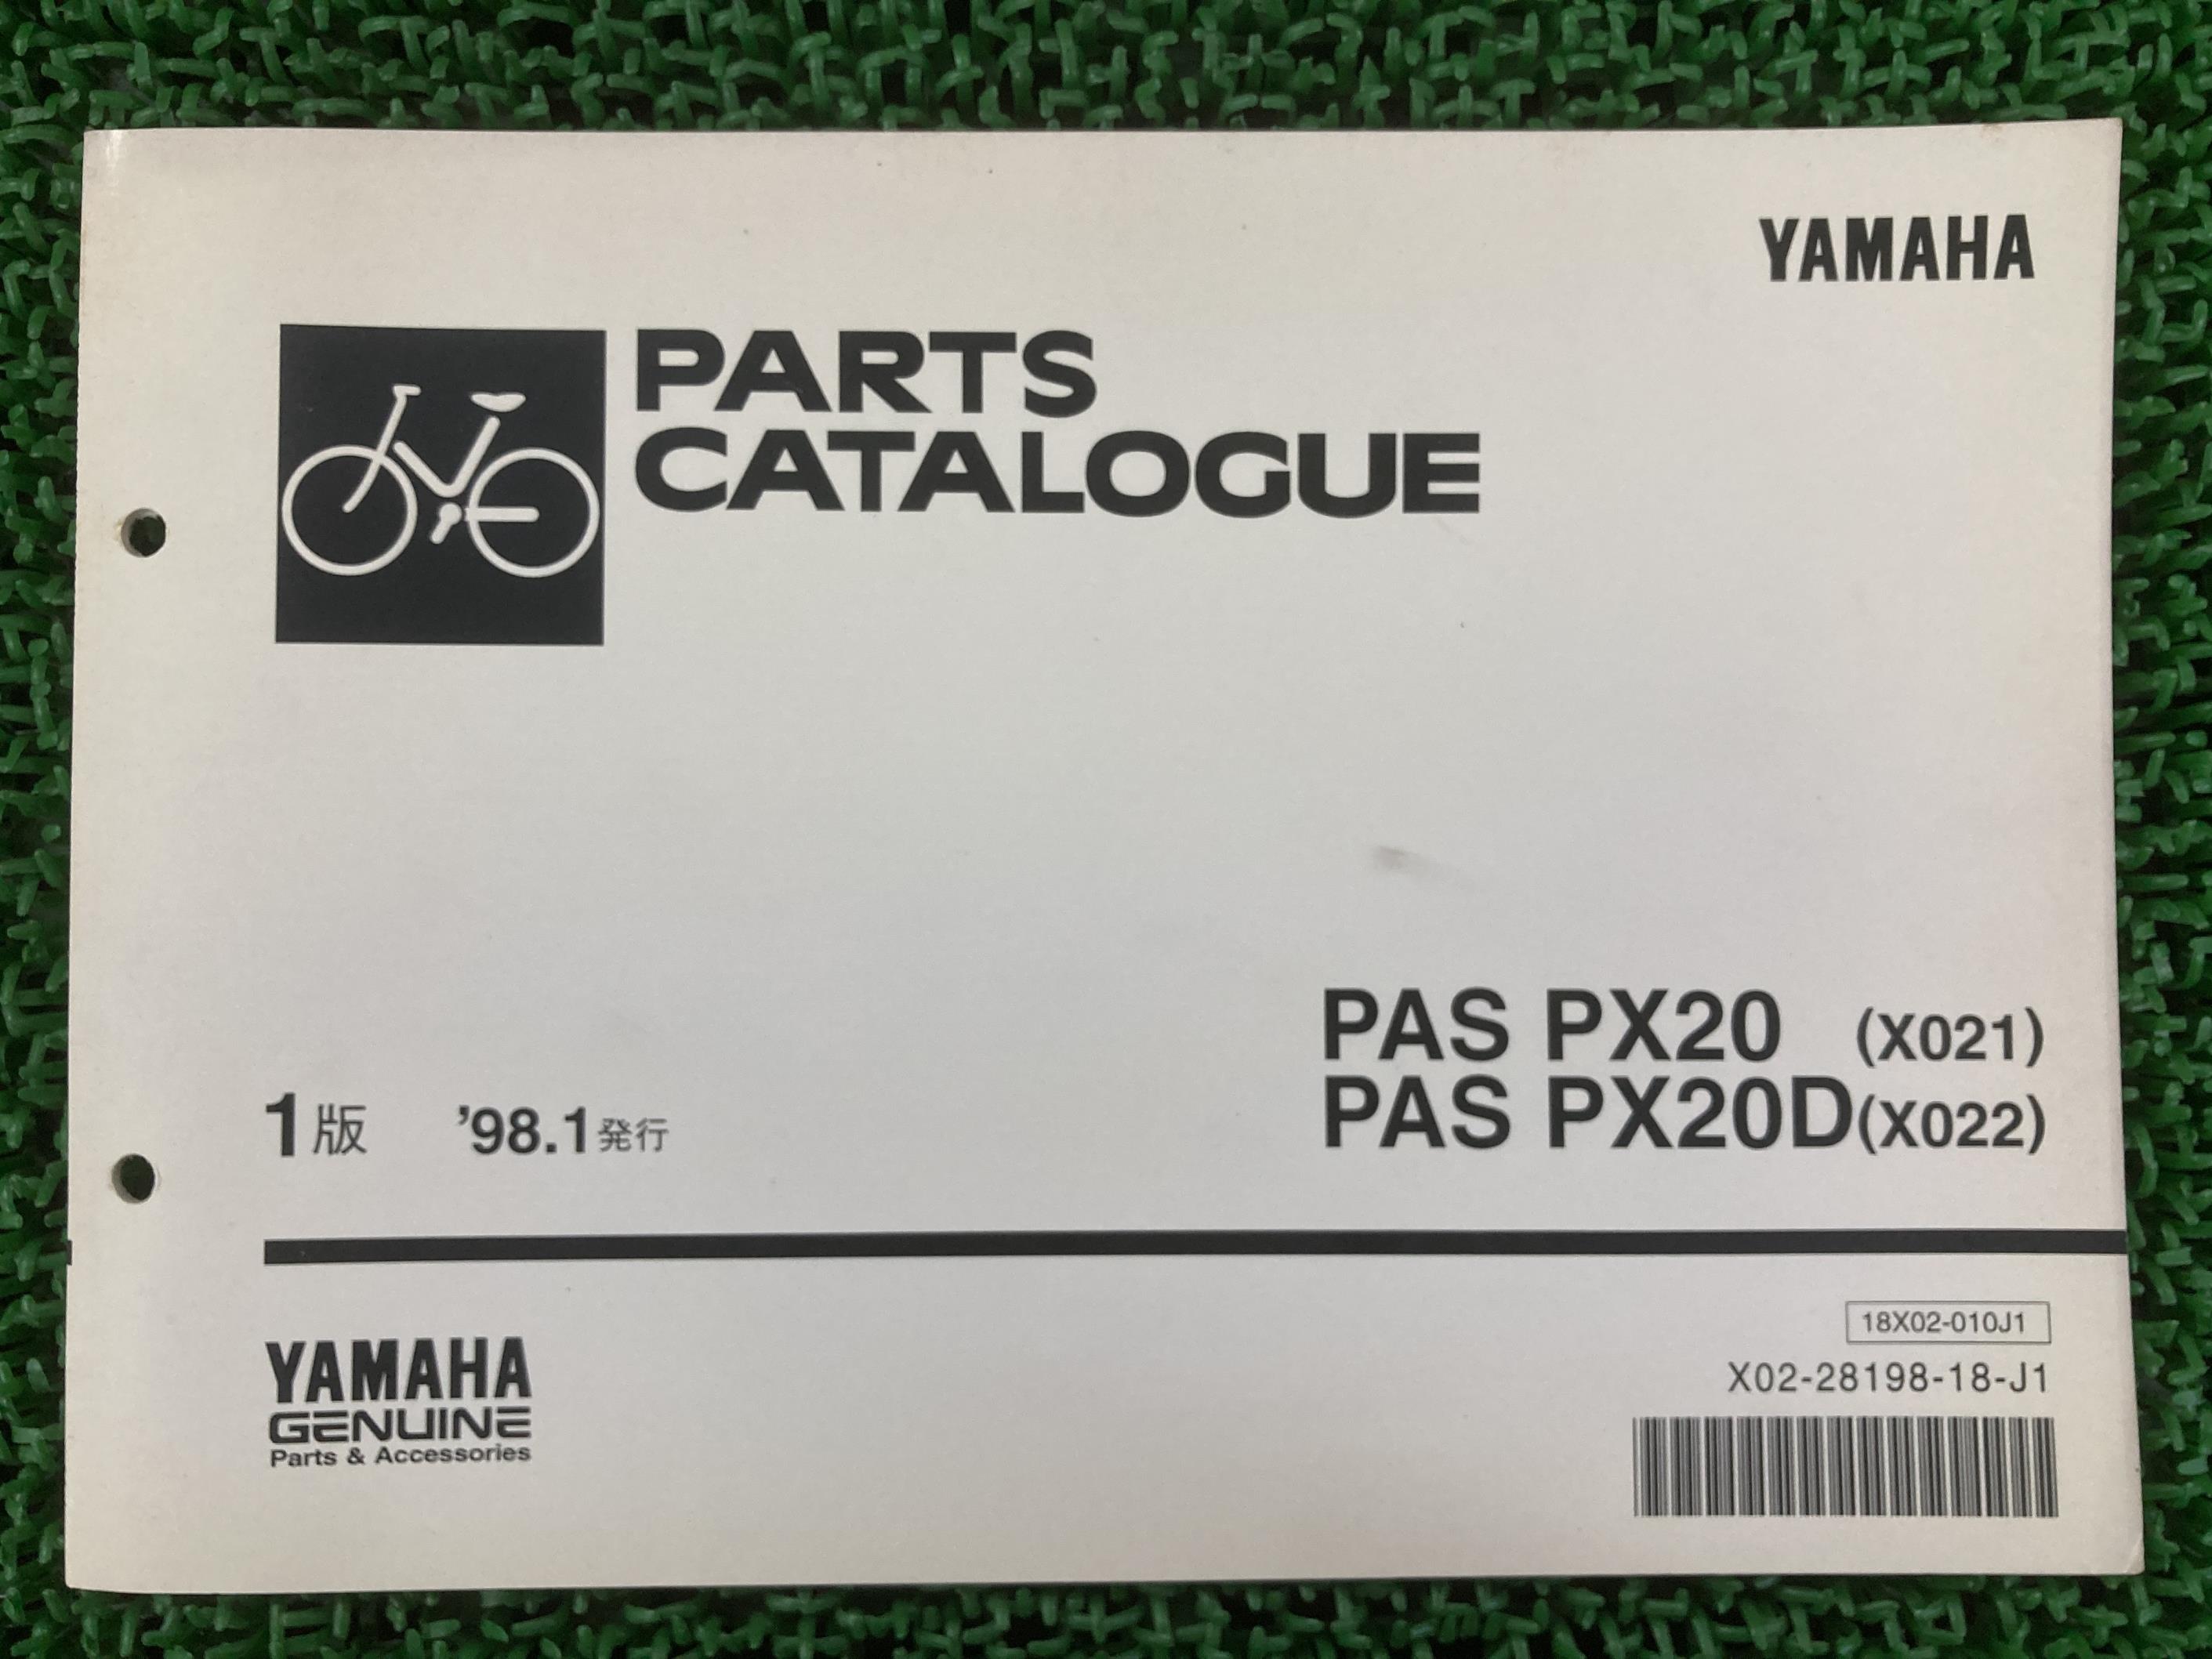 YAMAHA
PARTS
CATALOGUE
PAS PX20 (X021)
PAS PX20D(X022)
1版 '98.1発行
18X02-010J1
X02-28198-18-J1
YAMAHA
GENUINE
Parts & Accessories